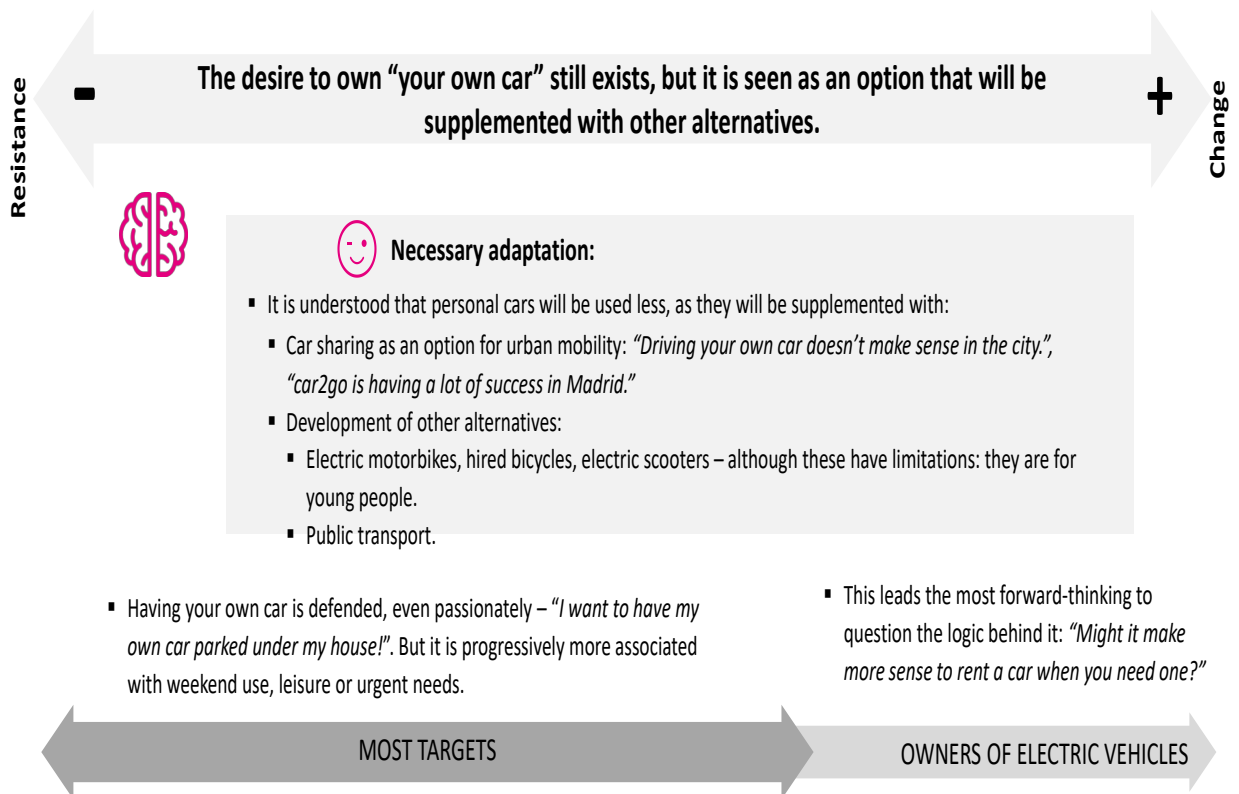 Resistance
-
The desire to own “your own car” still exists, but it is seen as an option that will be
supplemented with other alternatives.
+
Change
Necessary adaptation:
▪ It is understood that personal cars will be used less, as they will be supplemented with:
▪ Car sharing as an option for urban mobility: “Driving your own car doesn’t make sense in the city.”,
“car2go is having a lot of success in Madrid.”
▪ Development of other alternatives:
▪ Electric motorbikes, hired bicycles, electric scooters – although these have limitations: they are for
young people.
▪ Public transport.
▪ Having your own car is defended, even passionately – “I want to have my
own car parked under my house!”. But it is progressively more associated
with weekend use, leisure or urgent needs.
▪ This leads the most forward-thinking to
question the logic behind it: “Might it make
more sense to rent a car when you need one?”
MOST TARGETS
OWNERS OF ELECTRIC VEHICLES